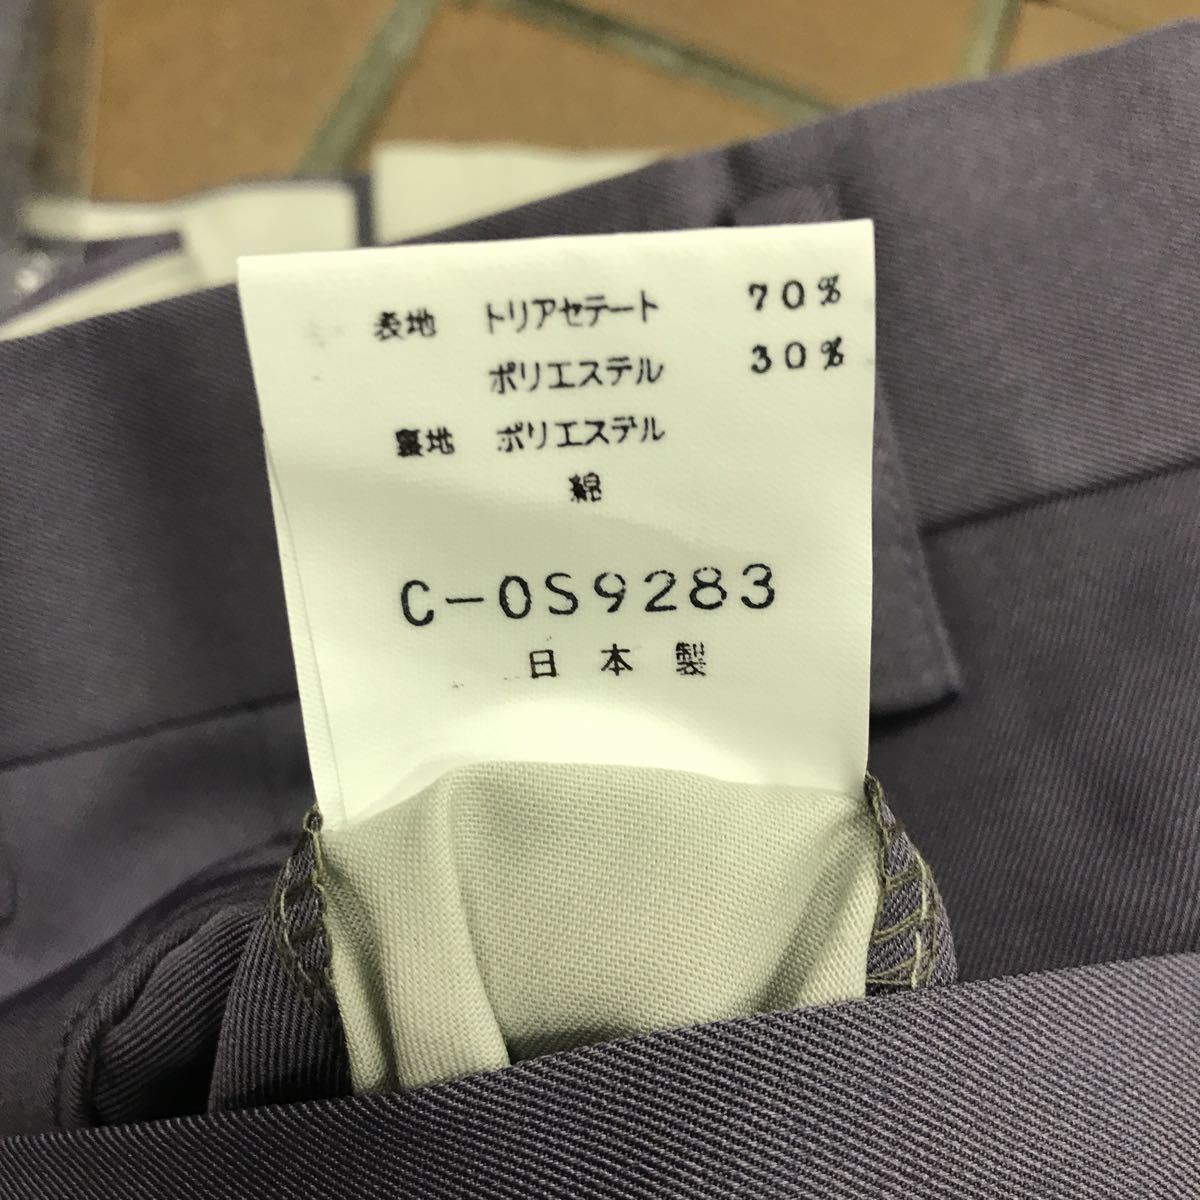 表地 トリアセテート 70%
ポリエステル 30%
裏地 ポリエステル
綿
C-0S9283
日本製